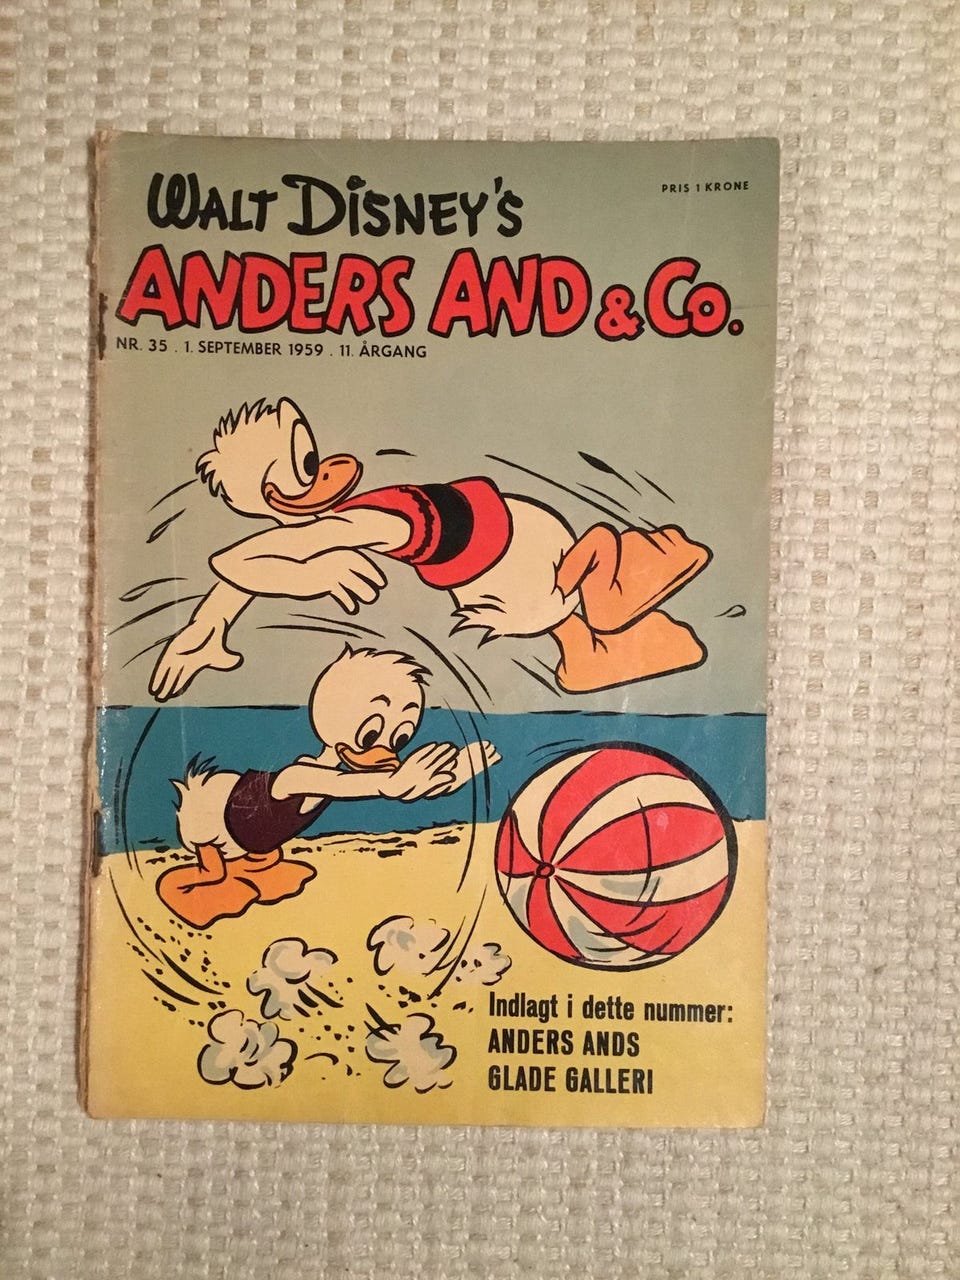 WALT DISNEY'S
PRIS 1 KRONE
ANDERS AND & CO.
NR. 35 . 1. SEPTEMBER 1959 . 11. ÅRGANG
Indlagt i dette nummer:
ANDERS ANDS
GLADE GALLERI